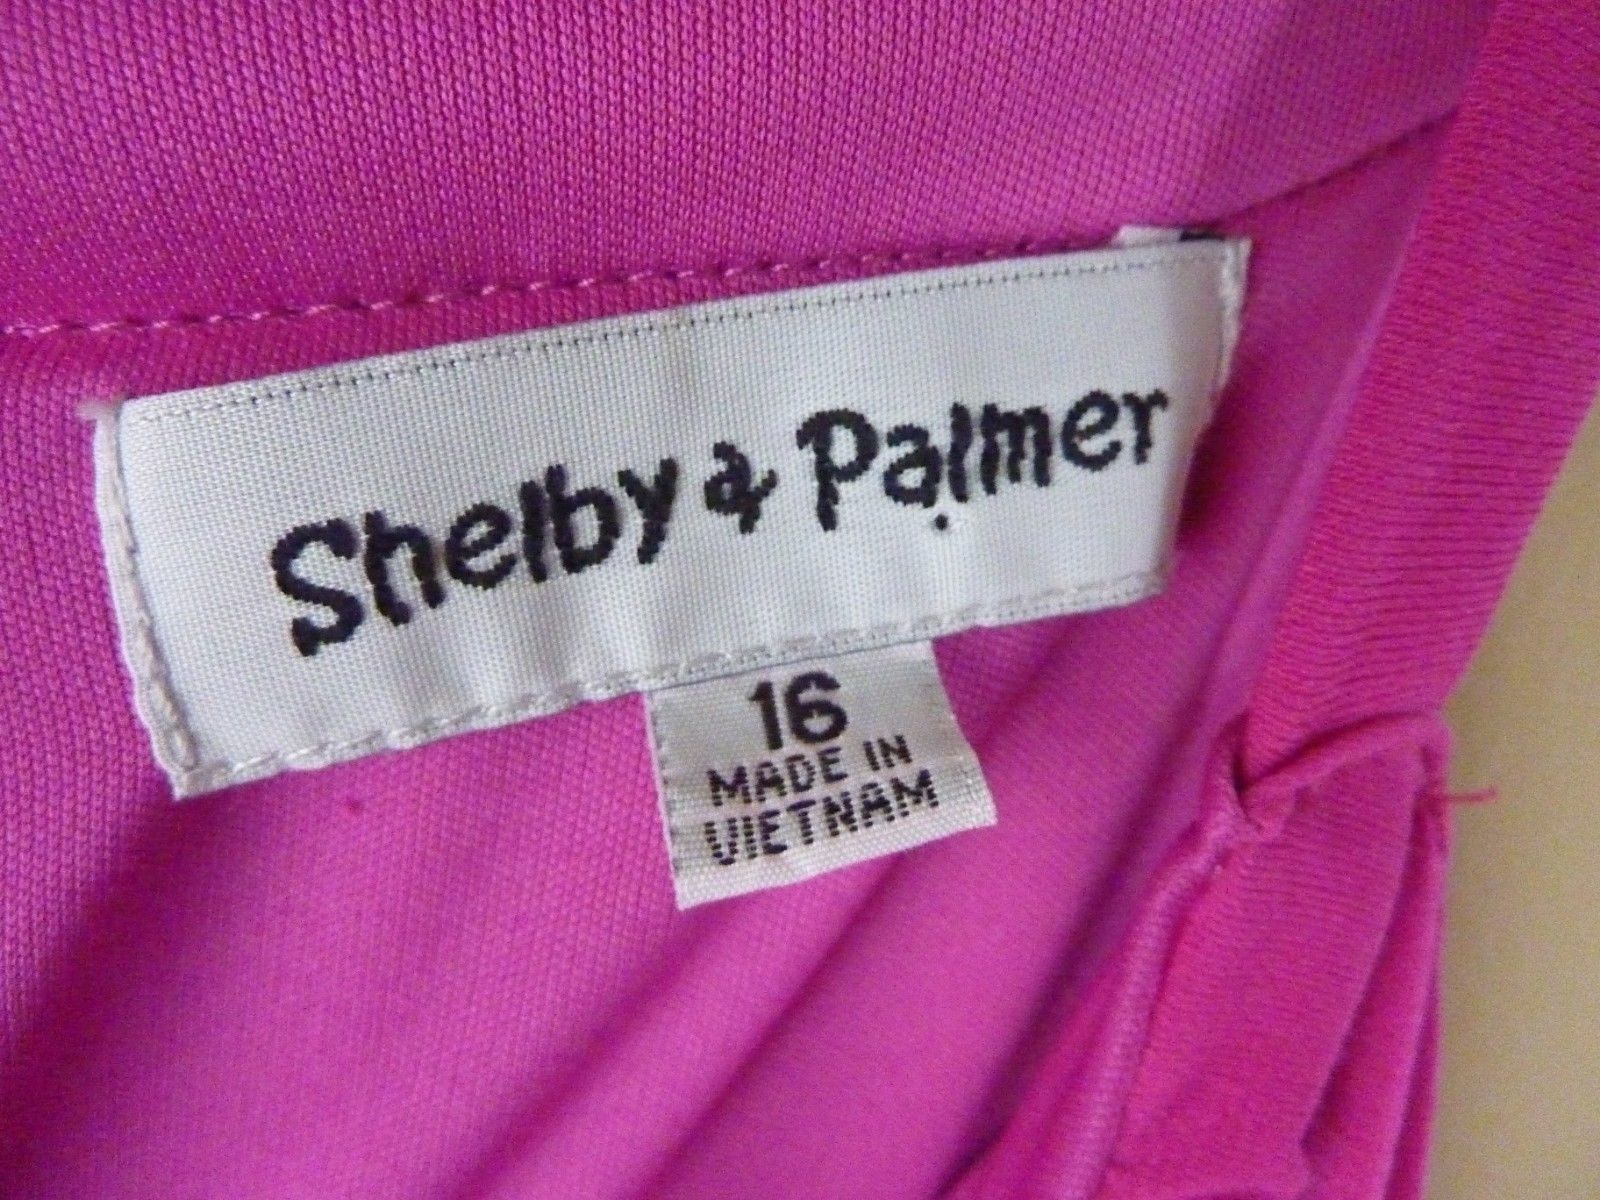 Shelby & Palmer
16
MADE IN
VIETNAM